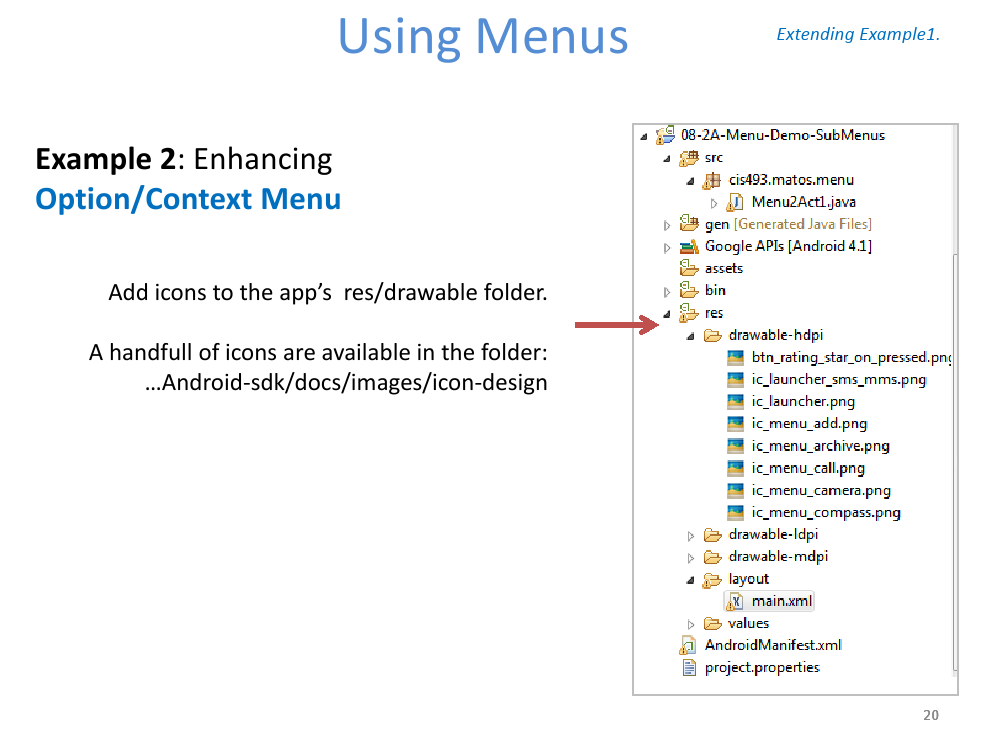 Using Menus
Extending Example1.
Example 2: Enhancing
Option/Context Menu
Add icons to the app’s  res/drawable folder.
A handfull of icons are available in the folder:
…Android-sdk/docs/images/icon-design
08-2A-Menu-Demo-SubMenus
src
cis493.matos.menu
Menu2Act1.java
gen [Generated Java Files]
Google APIs [Android 4.1]
assets
bin
res
drawable-hdpi
btn_rating_star_on_pressed.png
ic_launcher_sms_mms.png
ic_launcher.png
ic_menu_add.png
ic_menu_archive.png
ic_menu_call.png
ic_menu_camera.png
ic_menu_compass.png
drawable-ldpi
drawable-mdpi
layout
main.xml
values
AndroidManifest.xml
project.properties
20